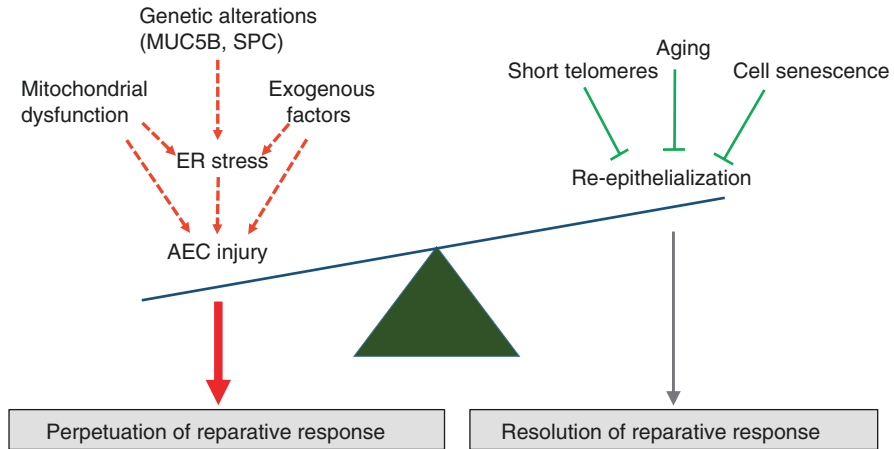 Genetic alterations
(MUC5B, SPC)
Mitochondrial
dysfunction
Exogenous
factors
ER stress
AEC injury
Aging
Short telomeres
Cell senescence
Re-epithelialization
Perpetuation of reparative response
Resolution of reparative response